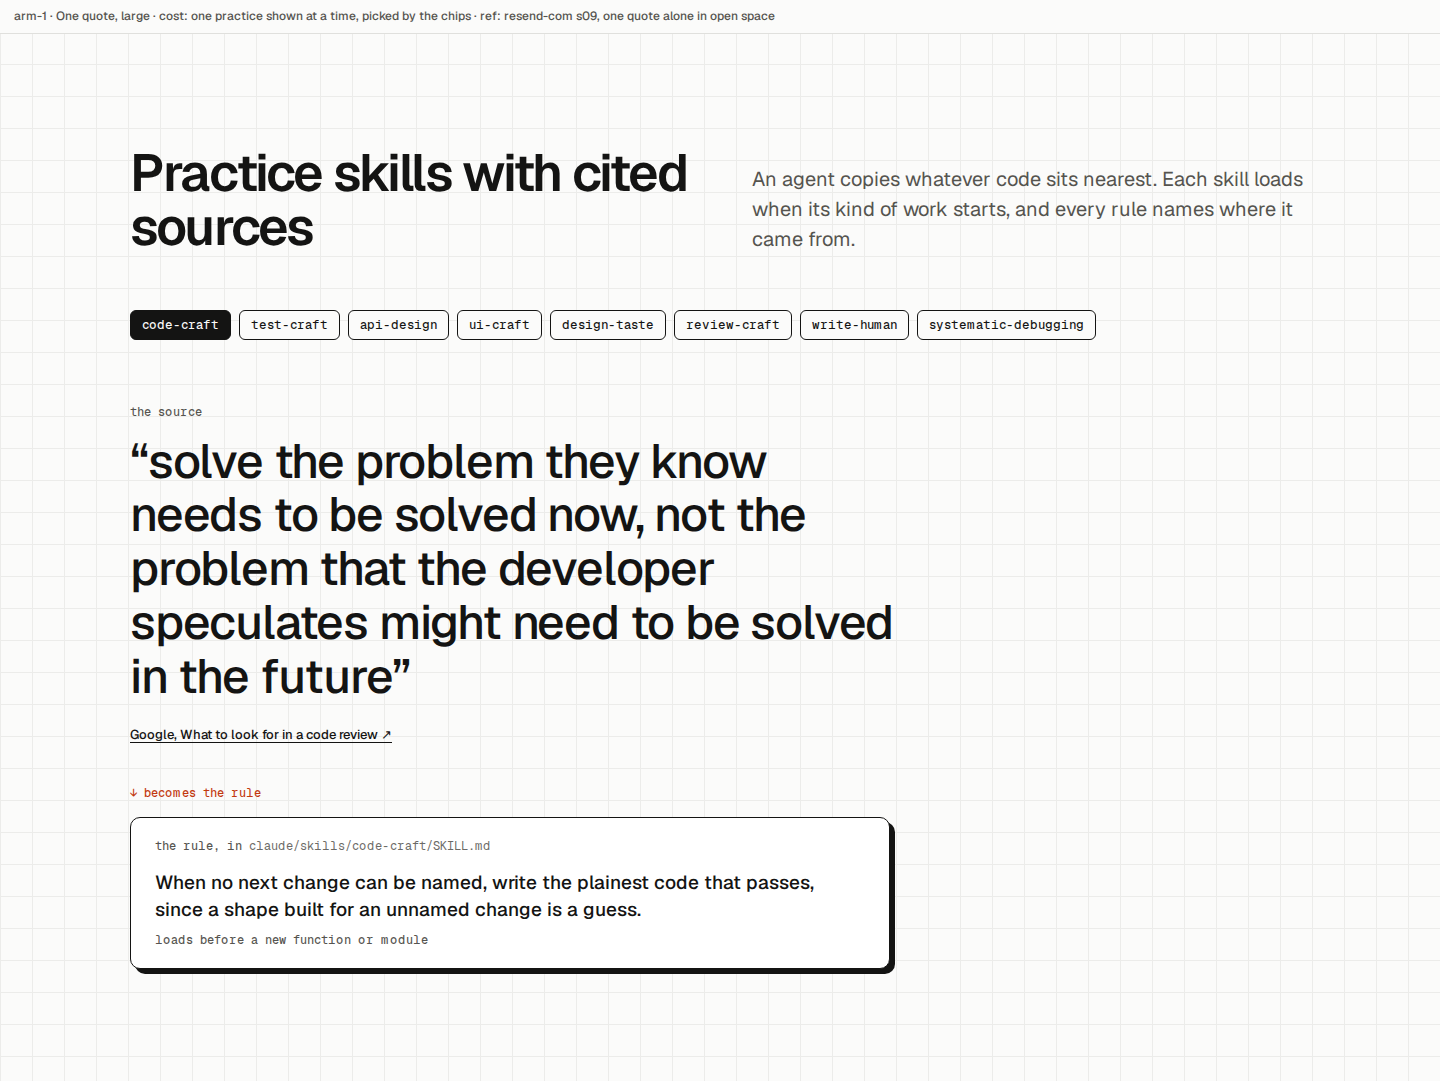 arm-1 · One quote, large · cost: one practice shown at a time, picked by the chips · ref: resend-com s09, one quote alone in open space
Practice skills with cited
sources
An agent copies whatever code sits nearest. Each skill loads
when its kind of work starts, and every rule names where it
came from.
code-craft test-craft api-design ui-craft design-taste review-craft write-human systematic-debugging
the source
“solve the problem they know
needs to be solved now, not the
problem that the developer
speculates might need to be solved
in the future”
Google, What to look for in a code review ↗
↓ becomes the rule
the rule, in claude/skills/code-craft/SKILL.md
When no next change can be named, write the plainest code that passes,
since a shape built for an unnamed change is a guess.
loads before a new function or module